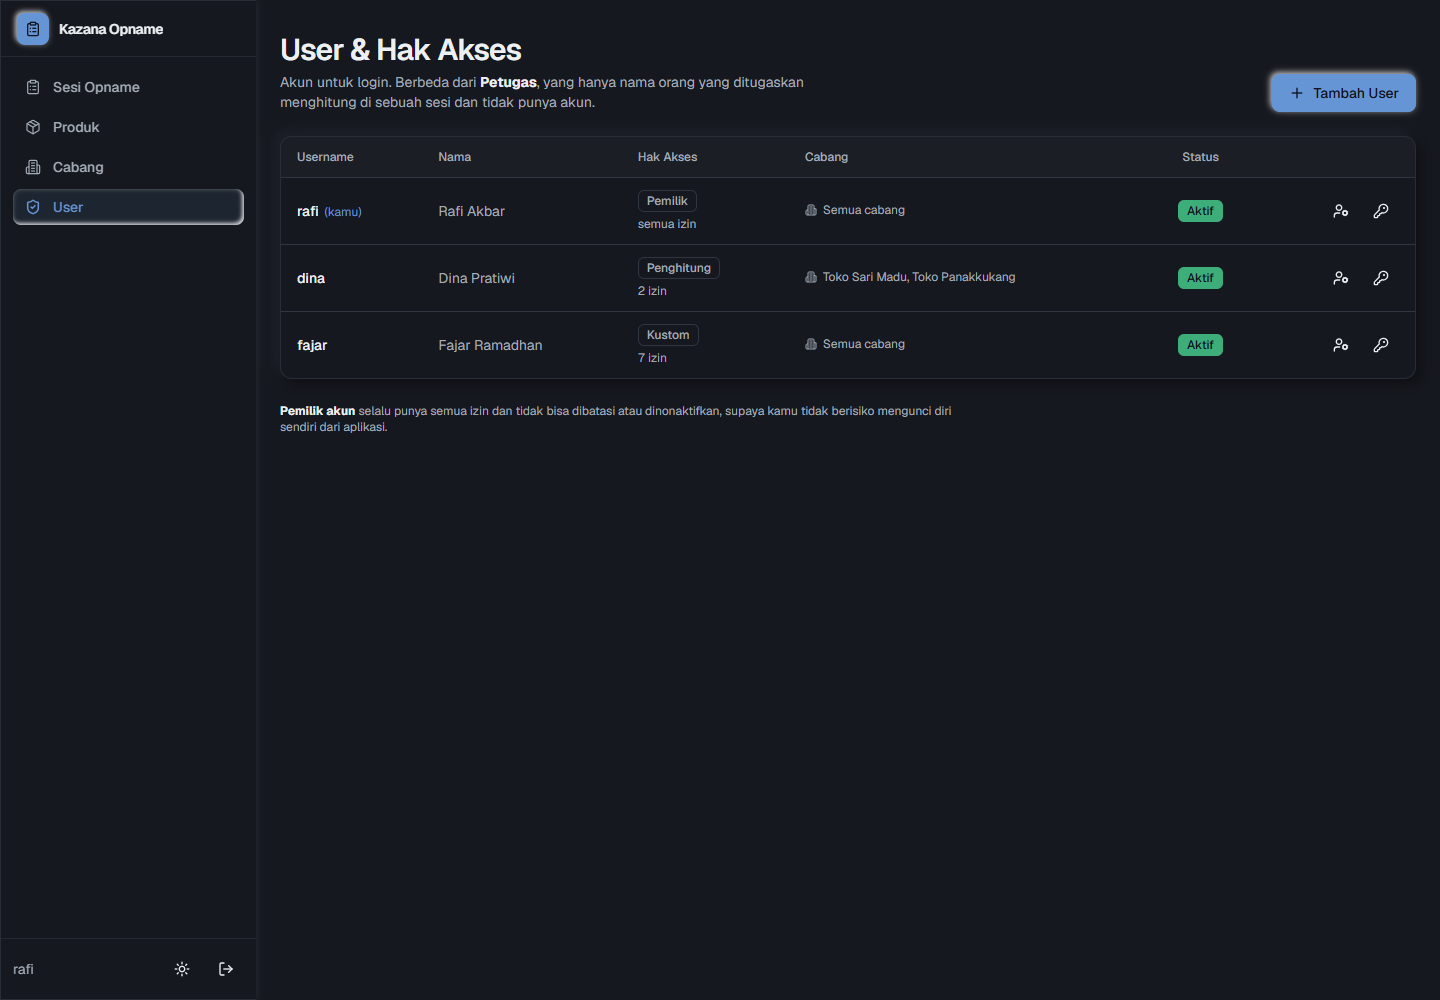 Kazana Opname
Sesi Opname
Produk
Cabang
User
rafi
User & Hak Akses
Akun untuk login. Berbeda dari Petugas, yang hanya nama orang yang ditugaskan
menghitung di sebuah sesi dan tidak punya akun.
Tambah User
Username Nama Hak Akses Cabang Status
rafi (kamu) Rafi Akbar Pemilik Semua cabang Aktif
semua izin
dina Dina Pratiwi Penghitung Toko Sari Madu, Toko Panakkukang Aktif
2 izin
fajar Fajar Ramadhan Kustom Semua cabang Aktif
7 izin
Pemilik akun selalu punya semua izin dan tidak bisa dibatasi atau dinonaktifkan, supaya kamu tidak berisiko mengunci diri
sendiri dari aplikasi.